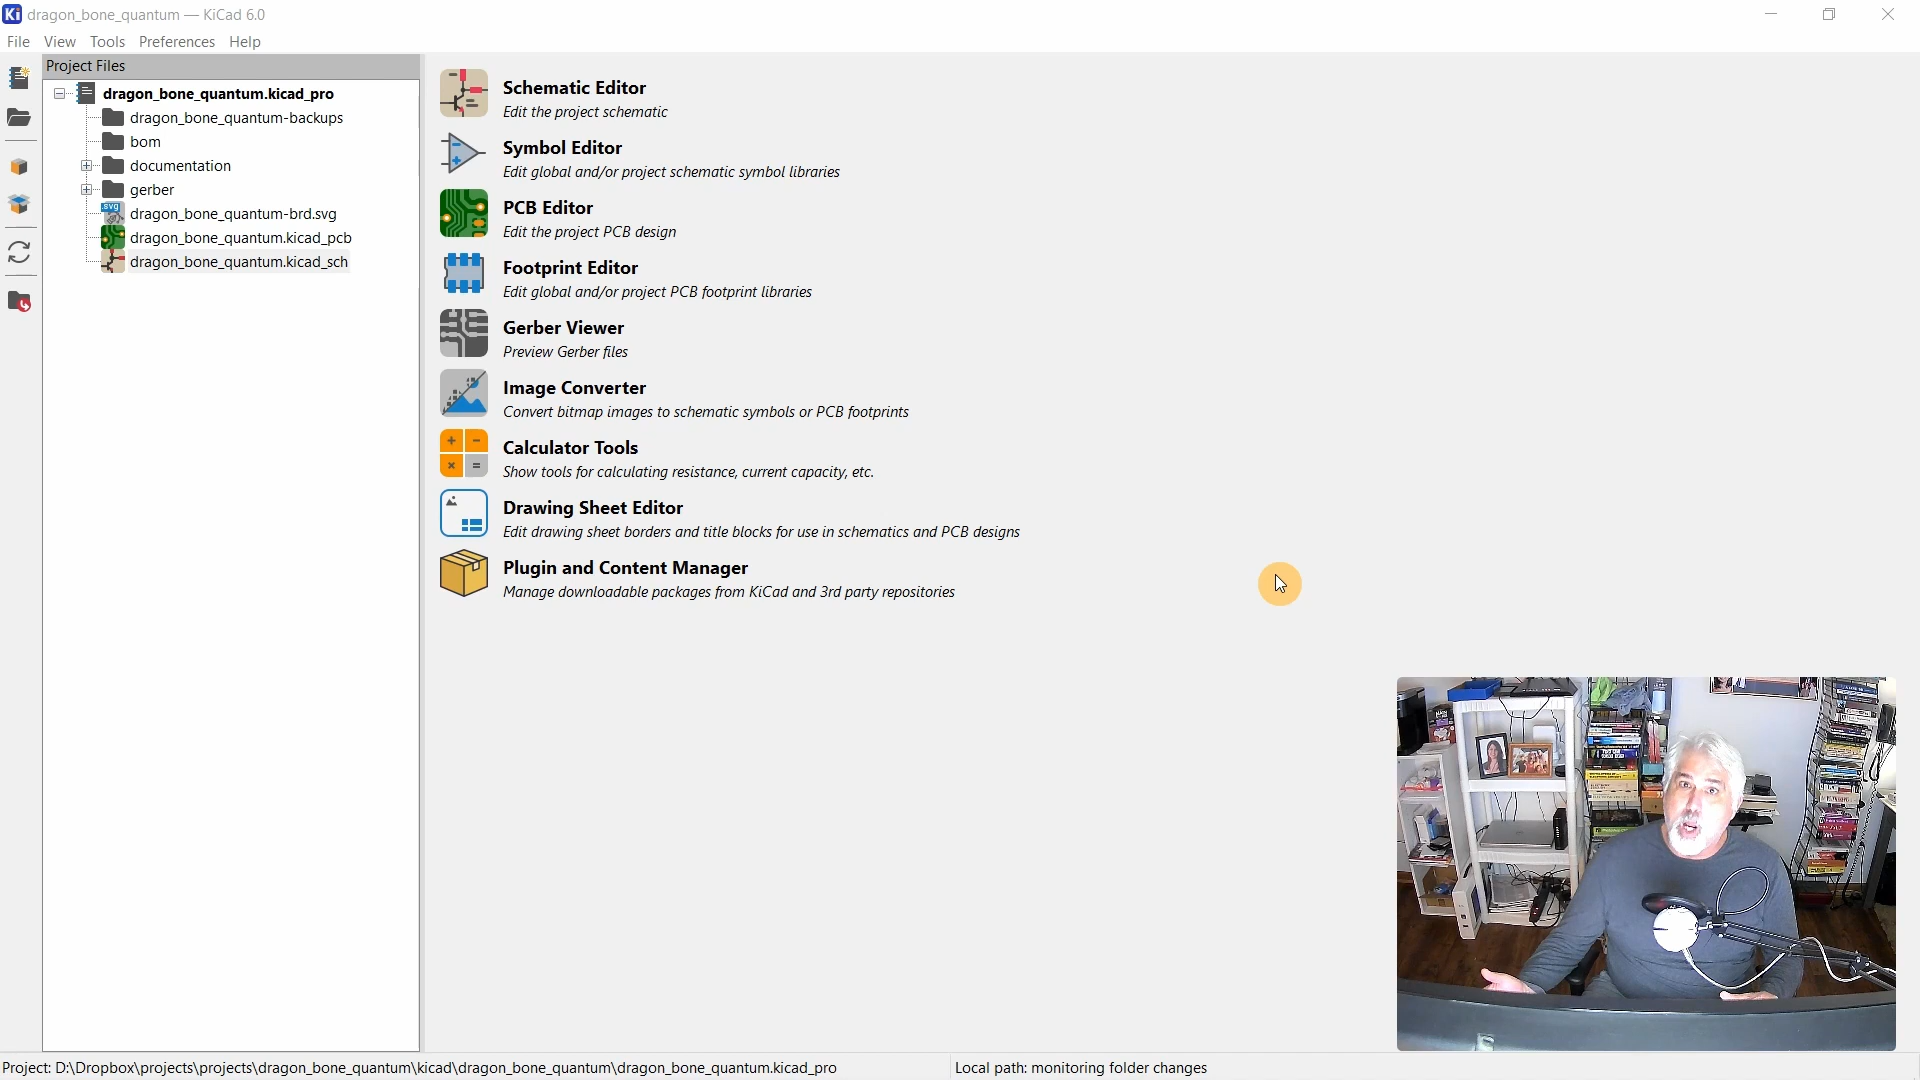 dragon_bone_quantum — KiCad 6.0
File View Tools Preferences Help
Project Files
dragon_bone_quantum.kicad_pro
dragon_bone_quantum-backups
bom
documentation
gerber
dragon_bone_quantum-brd.svg
dragon_bone_quantum.kicad_pcb
dragon_bone_quantum.kicad_sch
Schematic Editor
Edit the project schematic
Symbol Editor
Edit global and/or project schematic symbol libraries
PCB Editor
Edit the project PCB design
Footprint Editor
Edit global and/or project PCB footprint libraries
Gerber Viewer
Preview Gerber files
Image Converter
Convert bitmap images to schematic symbols or PCB footprints
Calculator Tools
Show tools for calculating resistance, current capacity, etc.
Drawing Sheet Editor
Edit drawing sheet borders and title blocks for use in schematics and PCB designs
Plugin and Content Manager
Manage downloadable packages from KiCad and 3rd party repositories
Project: D:\Dropbox\projects\projects\dragon_bone_quantum\kicad\dragon_bone_quantum\dragon_bone_quantum.kicad_pro
Local path: monitoring folder changes